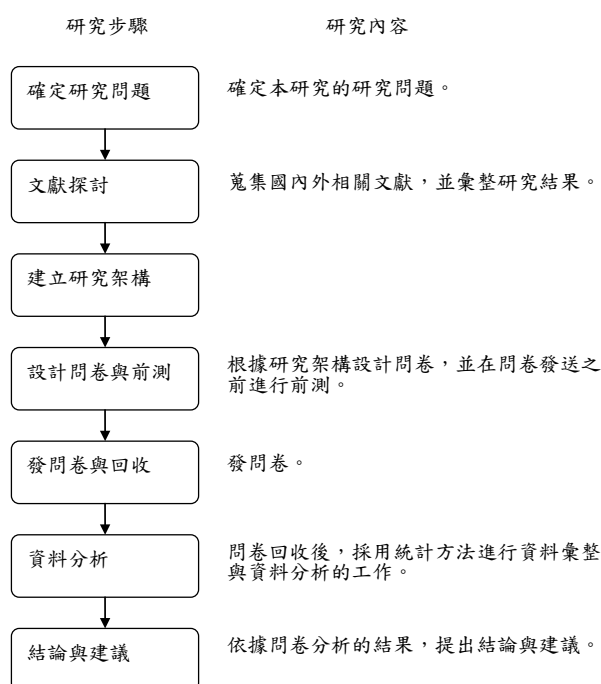 研究步驟 研究內容
確定研究問題 確定本研究的研究問題。
文獻探討 蒐集國內外相關文獻，並彙整研究結果。
建立研究架構
設計問卷與前測 根據研究架構設計問卷，並在問卷發送之
前進行前測。
發問卷與回收 發問卷。
資料分析 問卷回收後，採用統計方法進行資料彙整
與資料分析的工作。
結論與建議 依據問卷分析的結果，提出結論與建議。